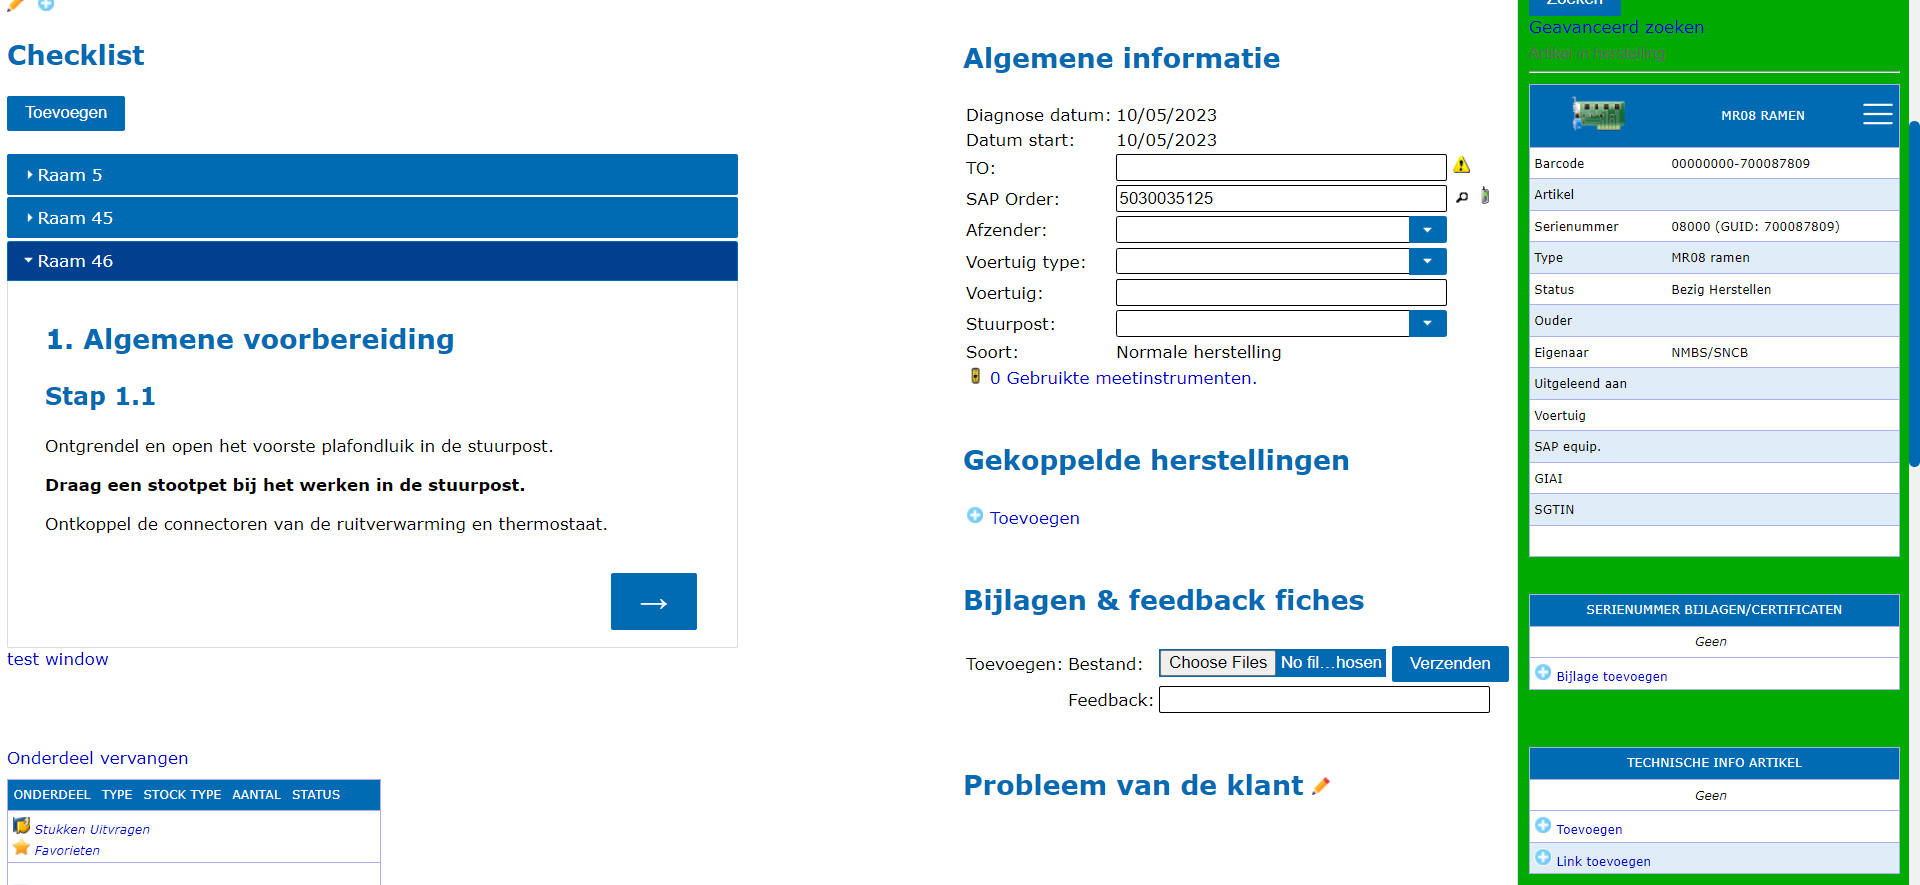 Checklist
Toevoegen
Raam 5
Raam 45
Raam 46
1. Algemene voorbereiding
Stap 1.1
Ontgrendel en open het voorste plafondluik in de stuurpost.
Draag een stootpet bij het werken in de stuurpost.
Ontkoppel de connectoren van de ruitverwarming en thermostaat.
→
test window
Onderdeel vervangen
ONDERDEEL TYPE STOCK TYPE AANTAL STATUS
Stukken Uitvragen
Favorieten
Algemene informatie
Diagnose datum: 10/05/2023
Datum start: 10/05/2023
TO:
SAP Order: 5030035125
Afzender:
Voertuig type:
Voertuig:
Stuurpost:
Soort: Normale herstelling
0 Gebruikte meetinstrumenten.
Gekoppelde herstellingen
Toevoegen
Bijlagen & feedback fiches
Toevoegen: Bestand: Choose Files No fil...hosen Verzenden
Feedback:
Probleem van de klant
Zoeken
Geavanceerd zoeken
Artikel in herstelling
MR08 RAMEN
Barcode 00000000-700087809
Artikel
Serienummer 08000 (GUID: 700087809)
Type MR08 ramen
Status Bezig Herstellen
Ouder
Eigenaar NMBS/SNCB
Uitgeleend aan
Voertuig
SAP equip.
GIAI
SGTIN
SERIENUMMER BIJLAGEN/CERTIFICATEN
Geen
Bijlage toevoegen
TECHNISCHE INFO ARTIKEL
Geen
Toevoegen
Link toevoegen